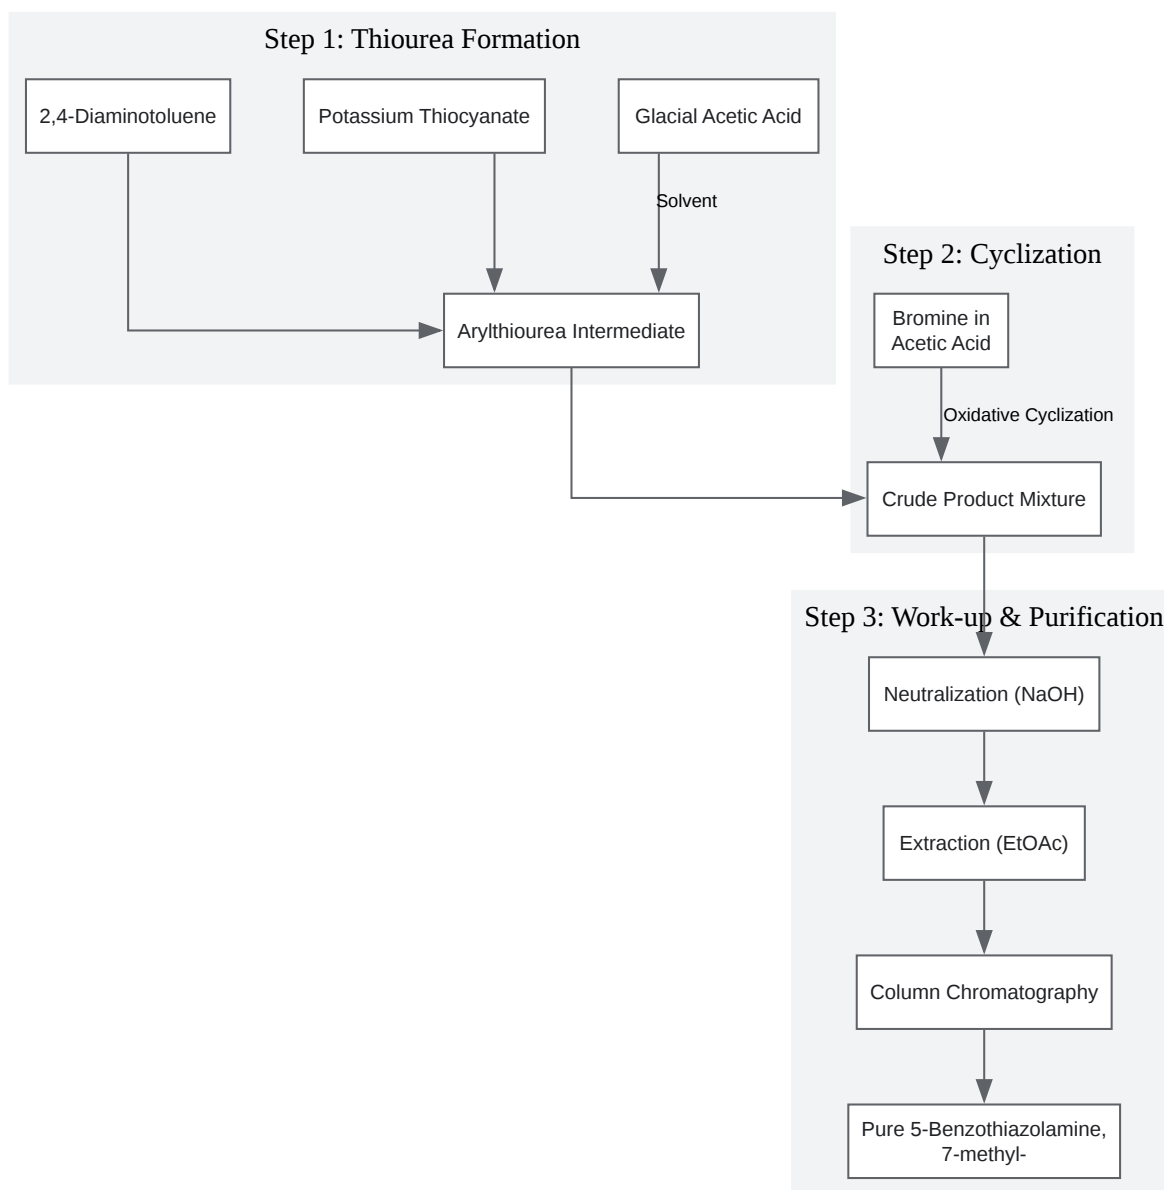 Step 1: Thiourea Formation
2,4-Diaminotoluene
Potassium Thiocyanate
Glacial Acetic Acid
Solvent
Arylthiourea Intermediate
Step 2: Cyclization
Bromine in
Acetic Acid
Oxidative Cyclization
Crude Product Mixture
Step 3: Work-up & Purification
Neutralization (NaOH)
Extraction (EtOAc)
Column Chromatography
Pure 5-Benzothiazolamine,
7-methyl-